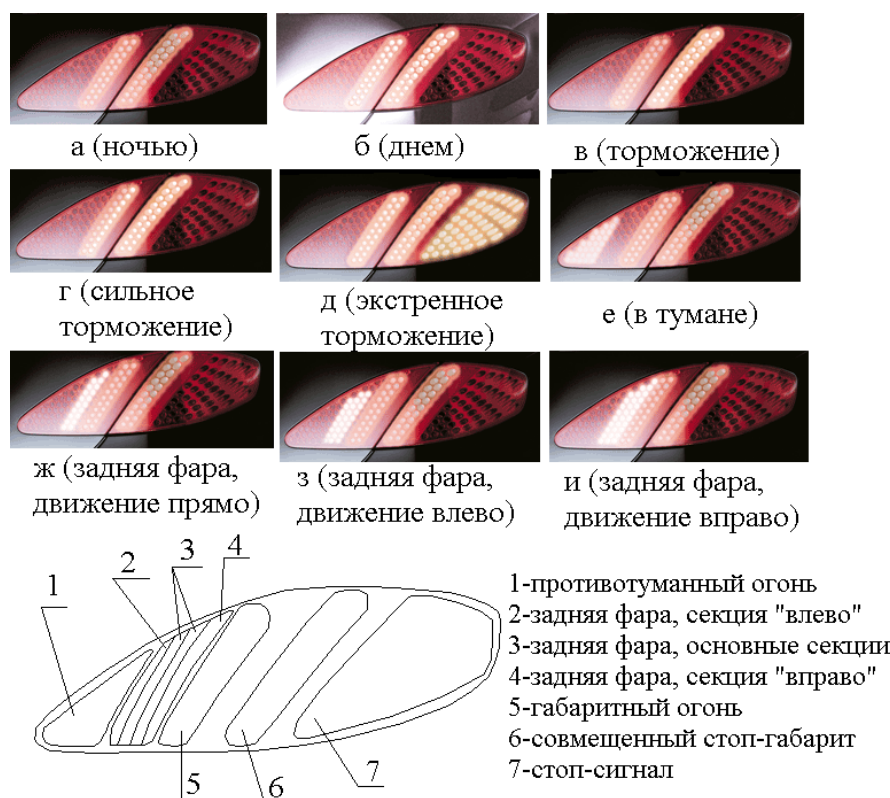 а (ночью)
б (днем)
в (торможение)
г (сильное
торможение)
д (экстренное
торможение)
е (в тумане)
ж (задняя фара,
движение прямо)
з (задняя фара,
движение влево)
и (задняя фара,
движение вправо)
1
2
3
4
5
6
7
1-противотуманный огонь
2-задняя фара, секция "влево"
3-задняя фара, основные секции
4-задняя фара, секция "вправо"
5-габаритный огонь
6-совмещенный стоп-габарит
7-стоп-сигнал